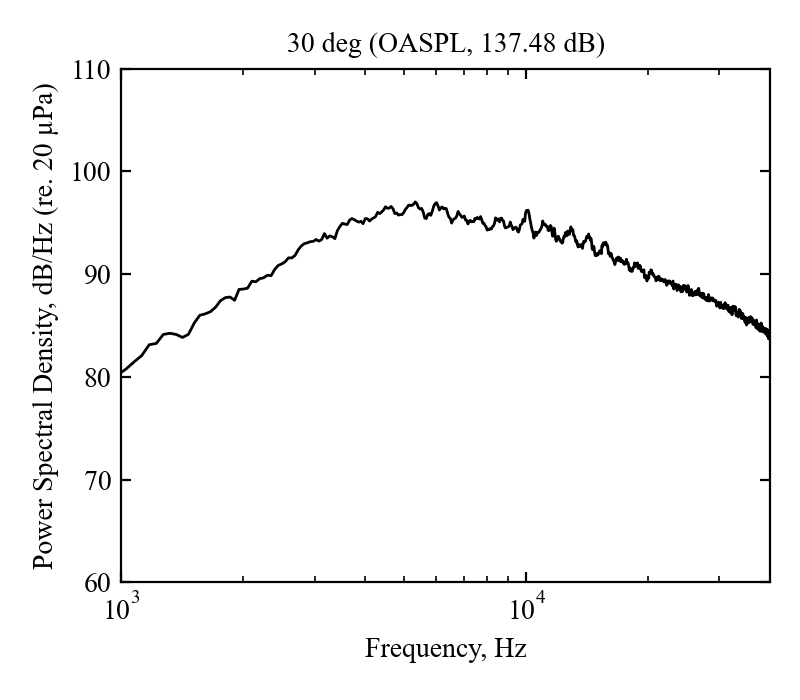 30 deg (OASPL, 137.48 dB)
110
100
90
80
70
60
Power Spectral Density, dB/Hz (re. 20 μPa)
10³
10⁴
Frequency, Hz